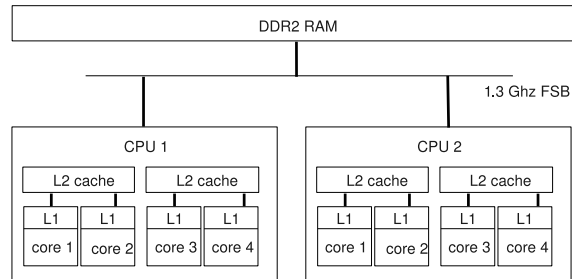 DDR2 RAM
1.3 Ghz FSB
CPU 1
CPU 2
L2 cache
L2 cache
L2 cache
L2 cache
L1
L1
L1
L1
L1
L1
L1
L1
core 1
core 2
core 3
core 4
core 1
core 2
core 3
core 4